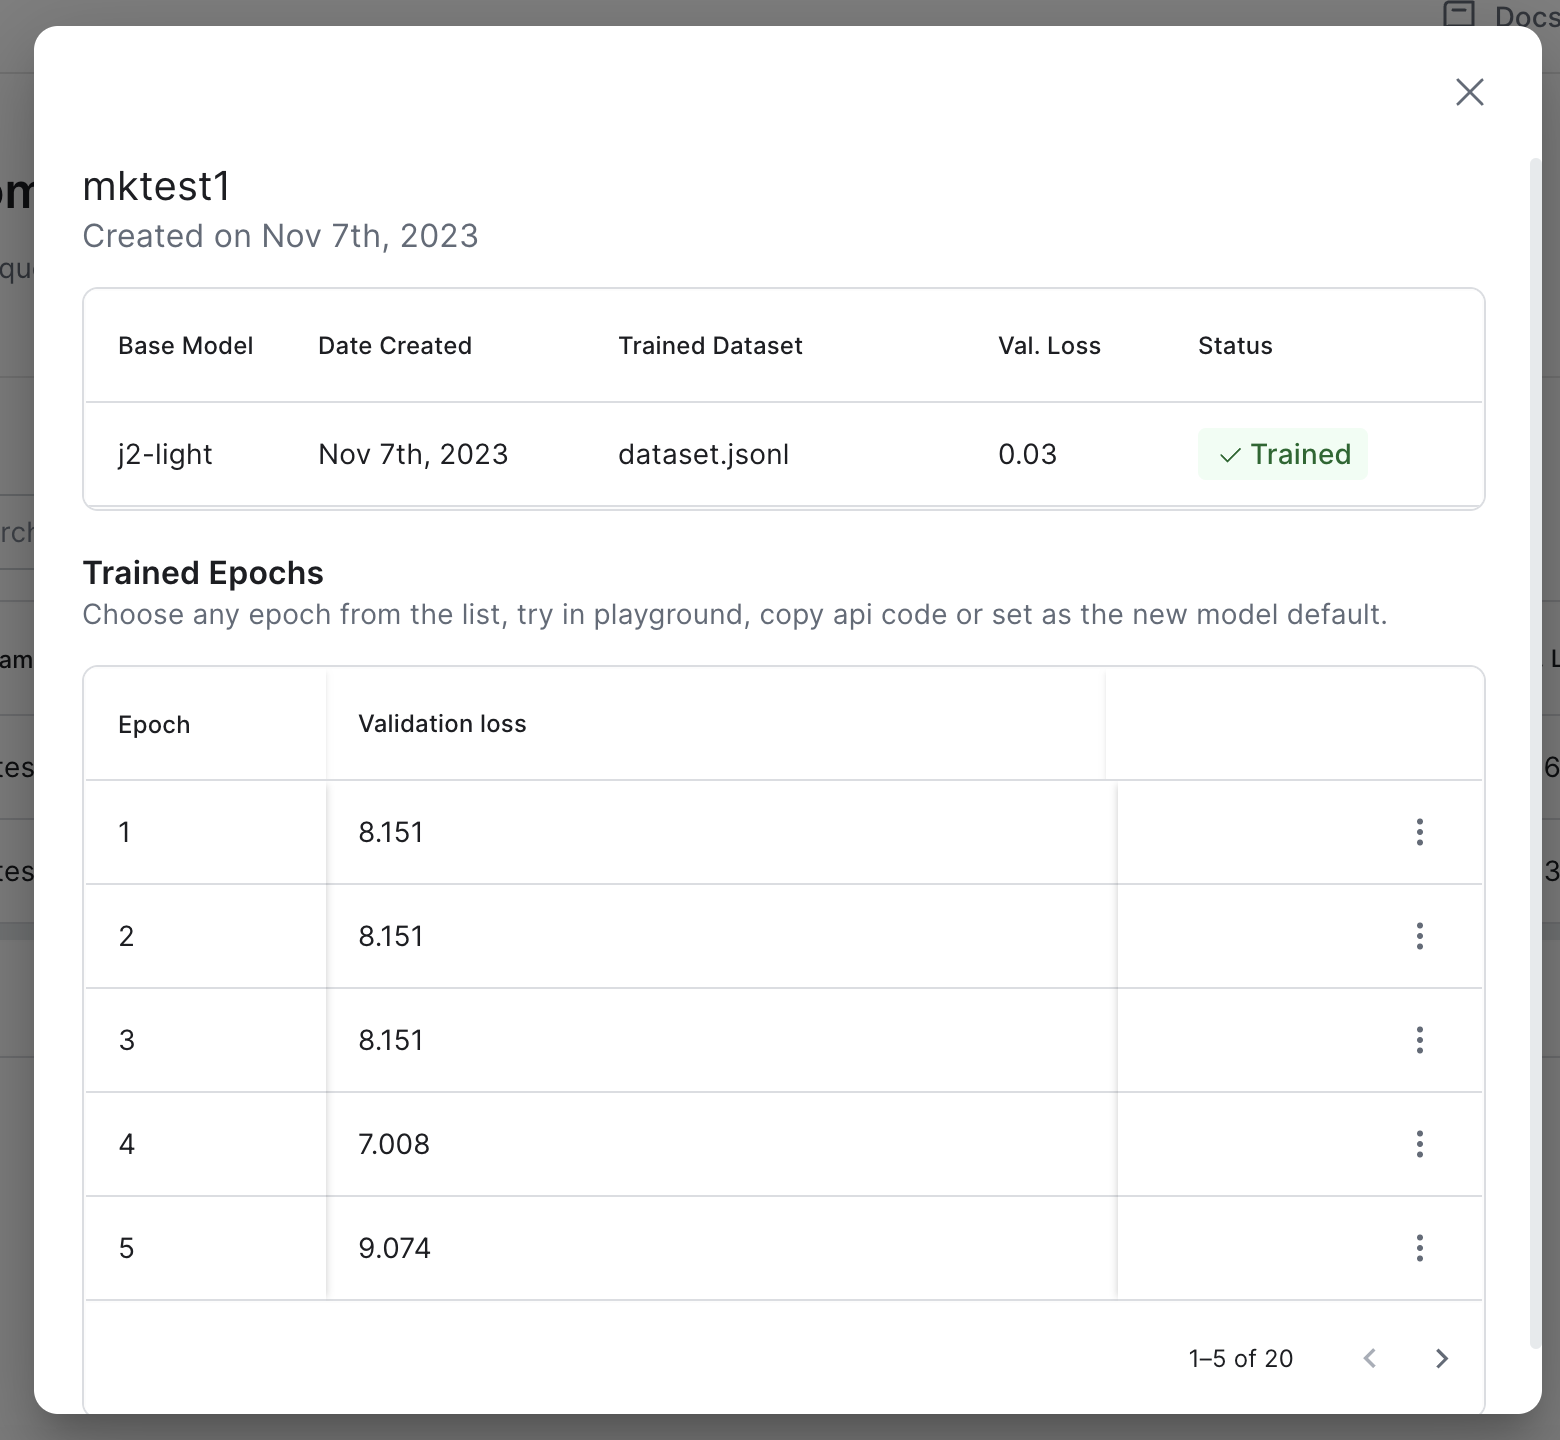 Docs
mktest1
Created on Nov 7th, 2023
Base Model Date Created Trained Dataset Val. Loss Status
j2-light Nov 7th, 2023 dataset.jsonl 0.03 Trained
Trained Epochs
Choose any epoch from the list, try in playground, copy api code or set as the new model default.
Epoch Validation loss
1 8.151
2 8.151
3 8.151
4 7.008
5 9.074
1–5 of 20